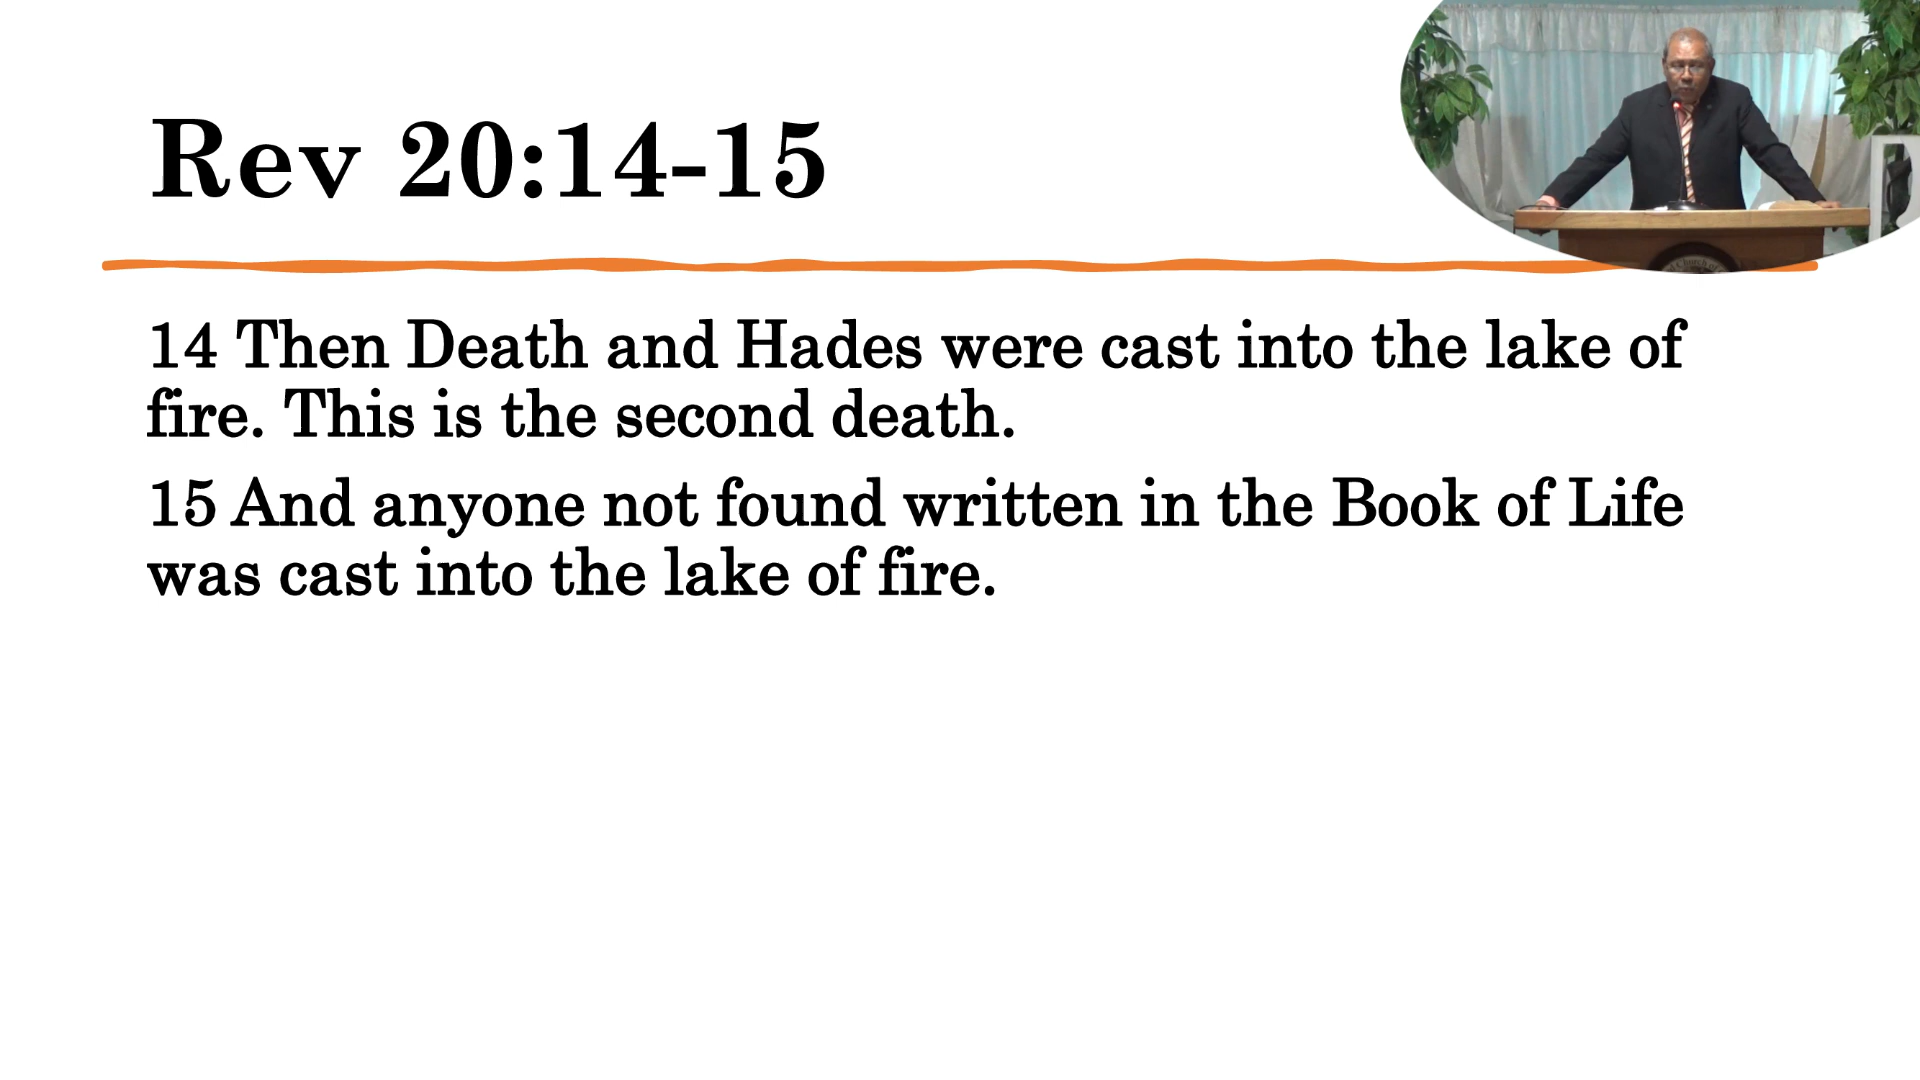 Rev 20:14-15
14 Then Death and Hades were cast into the lake of
fire. This is the second death.
15 And anyone not found written in the Book of Life
was cast into the lake of fire.
Church of